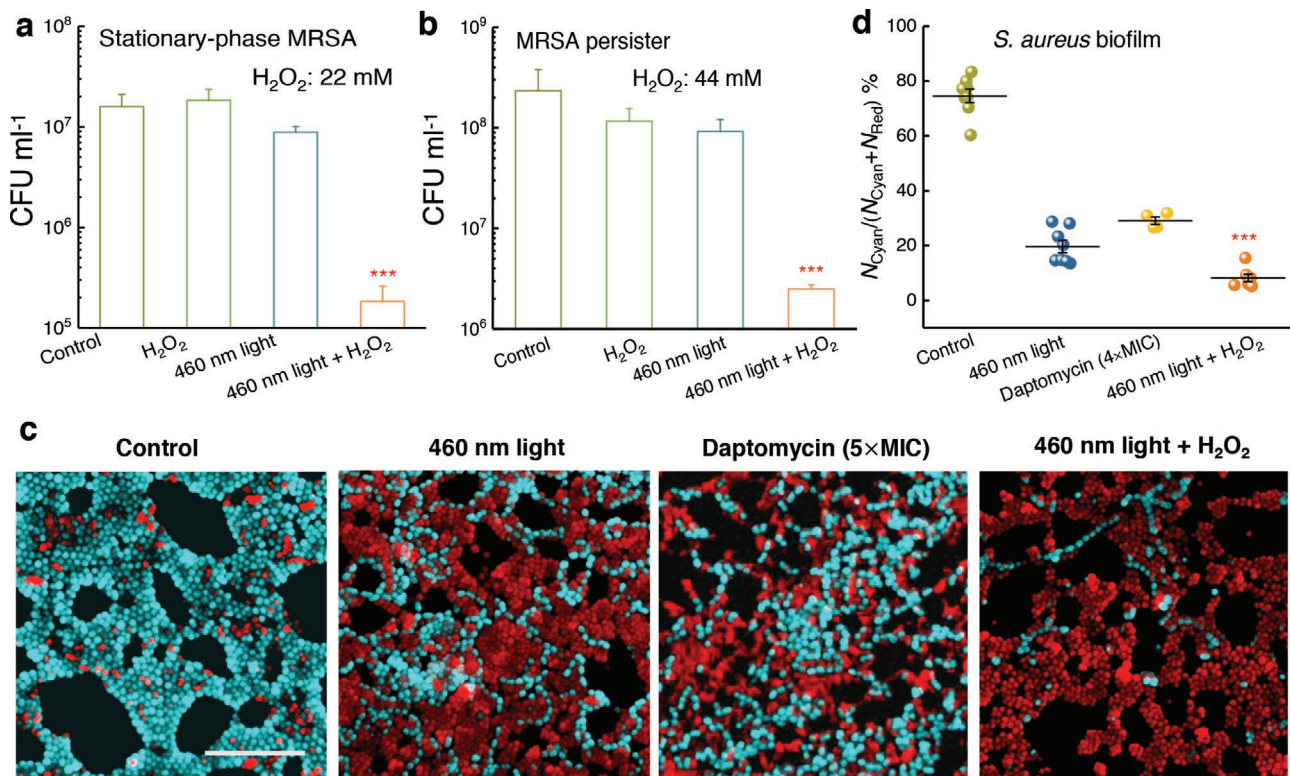 a
10⁸
10⁷
10⁶
10⁵
CFU ml⁻¹
Stationary-phase MRSA
H₂O₂: 22 mM
***
Control
H₂O₂
460 nm light
460 nm light + H₂O₂
b
10⁹
10⁸
10⁷
10⁶
CFU ml⁻¹
MRSA persister
H₂O₂: 44 mM
***
Control
H₂O₂
460 nm light
460 nm light + H₂O₂
d
100
80
60
40
20
0
N_Cyan/(N_Cyan+N_Red) %
S. aureus biofilm
***
Control
460 nm light
Daptomycin (4×MIC)
460 nm light + H₂O₂
c
Control
460 nm light
Daptomycin (5×MIC)
460 nm light + H₂O₂